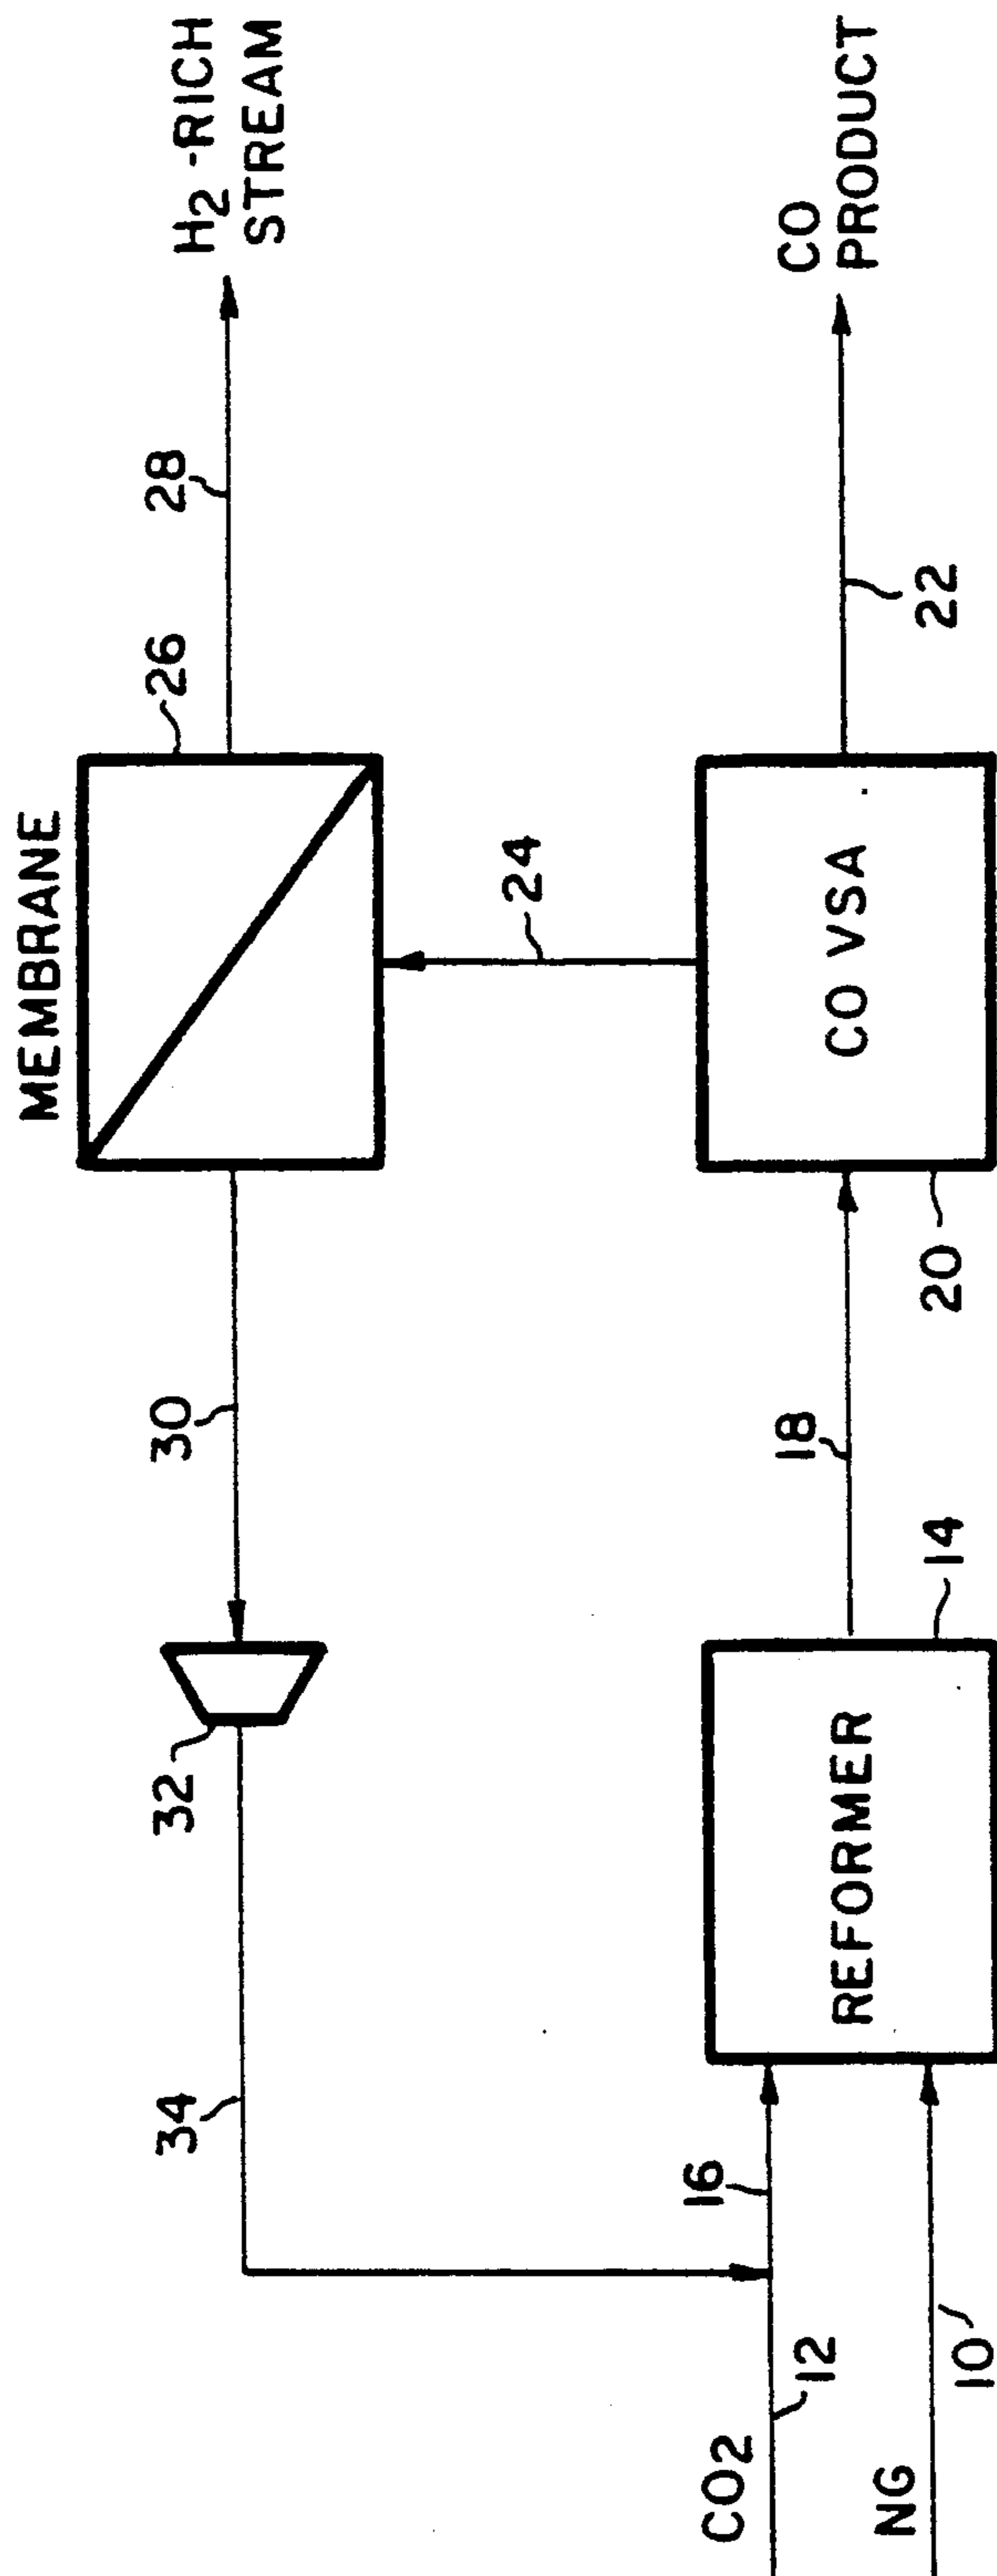 MEMBRANE
26
28
H2-RICH
STREAM
30
32
34
24
CO2
12
16
NG
10
REFORMER
14
18
CO VSA
20
22
CO
PRODUCT